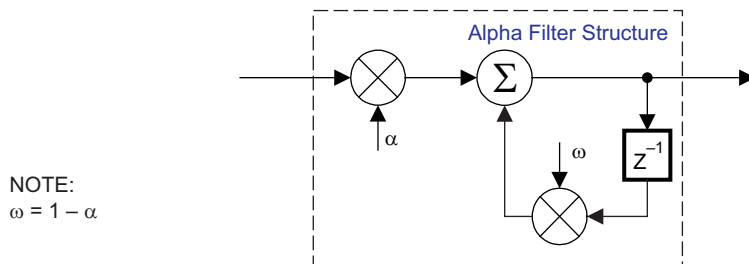 Alpha Filter Structure
Σ
α
ω
Z⁻¹
NOTE:
ω = 1 – α